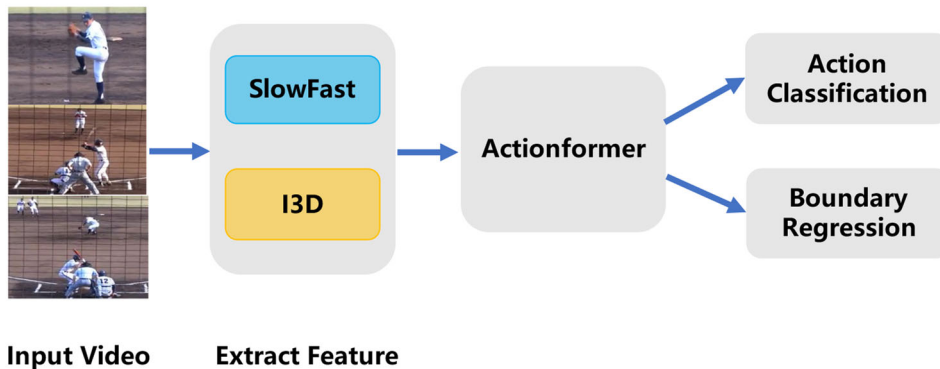 SlowFast
I3D
Actionformer
Action
Classification
Boundary
Regression
Input Video
Extract Feature